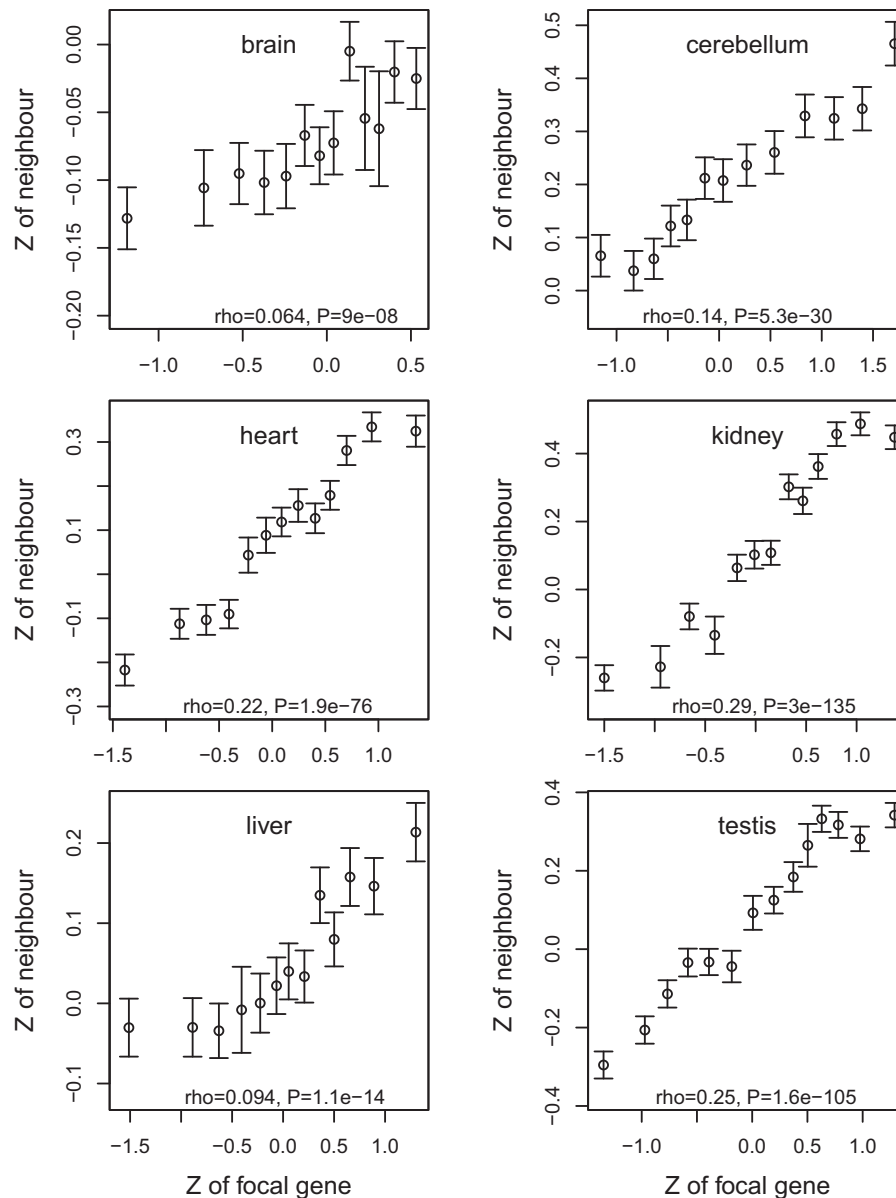 brain
Z of neighbour
0.00
−0.05
−0.10
−0.15
−0.20
rho=0.064, P=9e−08
−1.0
−0.5
0.0
0.5
cerebellum
Z of neighbour
0.5
0.4
0.3
0.2
0.1
0.0
rho=0.14, P=5.3e−30
−1.0
0.0
0.5
1.0
1.5
heart
Z of neighbour
0.3
0.1
−0.1
−0.3
rho=0.22, P=1.9e−76
−1.5
−0.5
0.0
0.5
1.0
kidney
Z of neighbour
0.4
0.2
0.0
−0.2
rho=0.29, P=3e−135
−1.5
−0.5
0.0
0.5
1.0
liver
Z of neighbour
0.2
0.1
0.0
−0.1
rho=0.094, P=1.1e−14
−1.5
−0.5
0.0
0.5
1.0
Z of focal gene
testis
Z of neighbour
0.4
0.2
0.0
−0.2
−0.4
rho=0.25, P=1.6e−105
−1.0
0.0
0.5
1.0
Z of focal gene